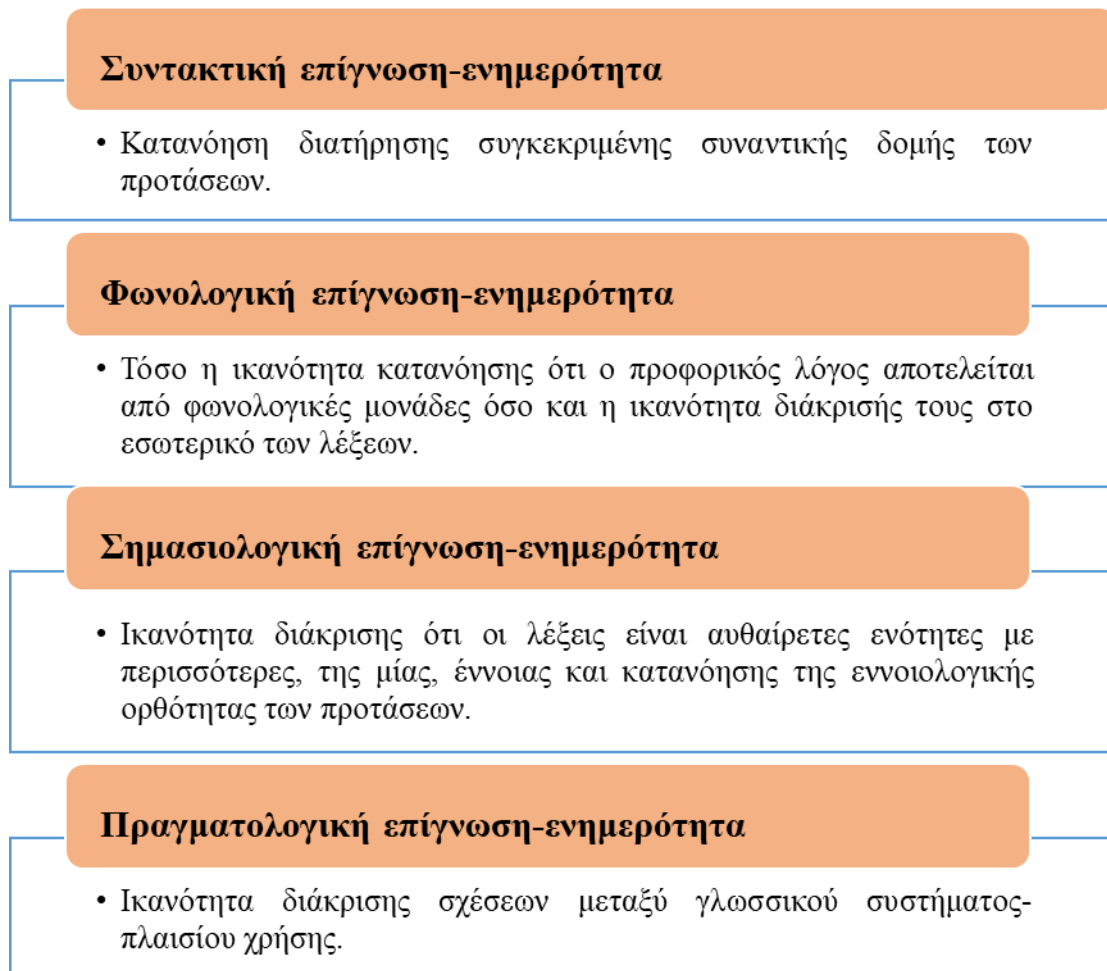 Συντακτική επίγνωση-ενημερότητα
• Κατανόηση διατήρησης συγκεκριμένης συναντικής δομής των
προτάσεων.
Φωνολογική επίγνωση-ενημερότητα
• Τόσο η ικανότητα κατανόησης ότι ο προφορικός λόγος αποτελείται
από φωνολογικές μονάδες όσο και η ικανότητα διάκρισής τους στο
εσωτερικό των λέξεων.
Σημασιολογική επίγνωση-ενημερότητα
• Ικανότητα διάκρισης ότι οι λέξεις είναι αυθαίρετες ενότητες με
περισσότερες, της μίας, έννοιας και κατανόησης της εννοιολογικής
ορθότητας των προτάσεων.
Πραγματολογική επίγνωση-ενημερότητα
• Ικανότητα διάκρισης σχέσεων μεταξύ γλωσσικού συστήματος-
πλαισίου χρήσης.